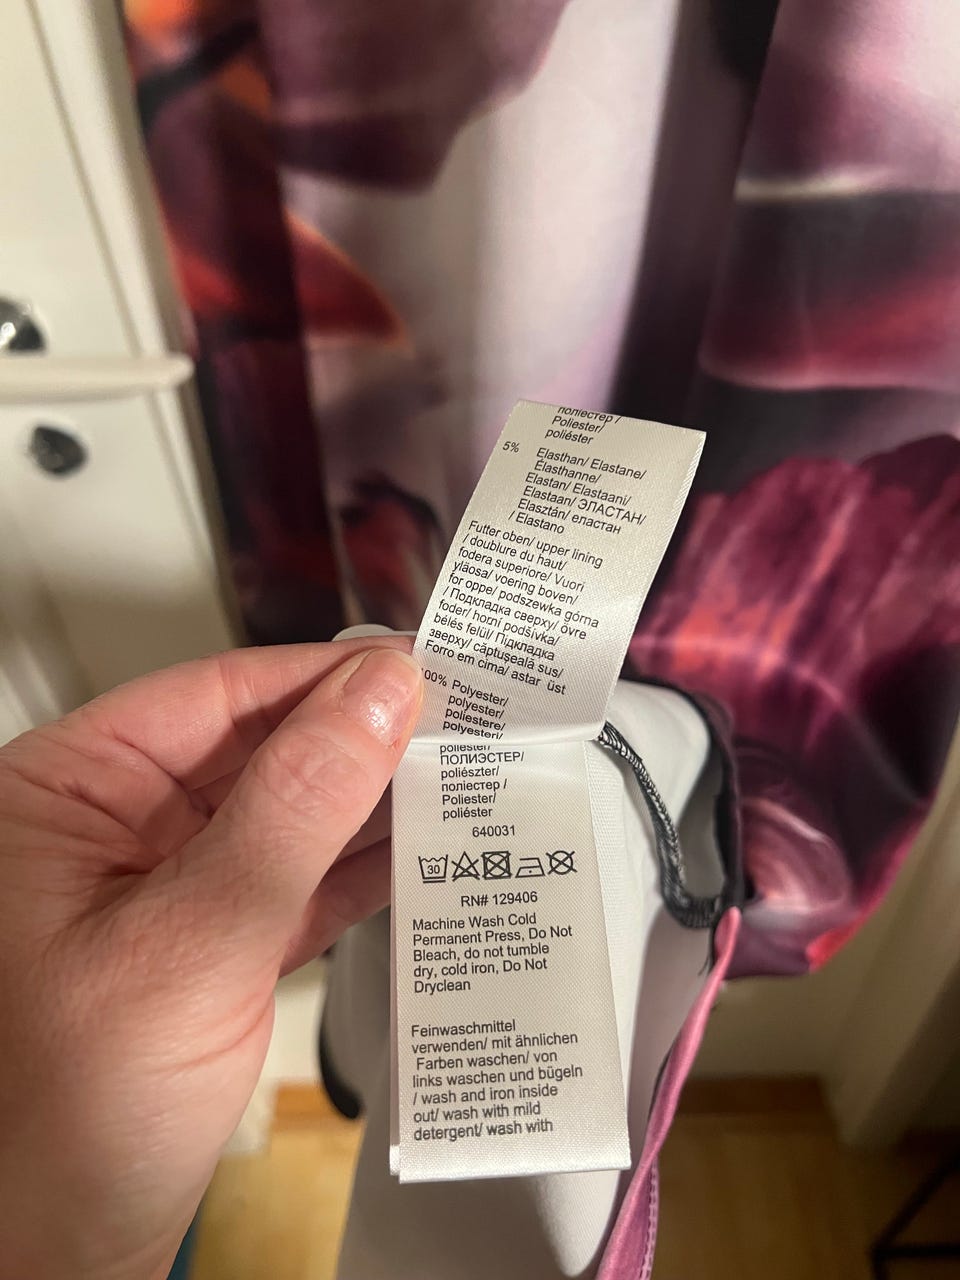 поліестер /
Poliester/
poliéster
5% Elasthan/ Elastane/
Élasthanne/
Elastan/ Elastaani/
Elastaan/ ЭЛАСТАН/
Elasztán/ еластан
/ Elastano
Futter oben/ upper lining
/ doublure du haut/
fodera superiore/ Vuori
yläosa/ voering boven/
for oppe/ podszewka górna
/ Подкладка сверху/ övre
foder/ horní podšívka/
bélés felül/ Підкладка
зверху/ căptuşeală sus/
Forro em cima/ astar üst
100% Polyester/
polyester/
poliestere/
polyesteri/
poliester/
ПОЛИЭСТЕР/
poliészter/
поліестер /
Poliester/
poliéster
640031
30
RN# 129406
Machine Wash Cold
Permanent Press, Do Not
Bleach, do not tumble
dry, cold iron, Do Not
Dryclean
Feinwaschmittel
verwenden/ mit ähnlichen
Farben waschen/ von
links waschen und bügeln
/ wash and iron inside
out/ wash with mild
detergent/ wash with